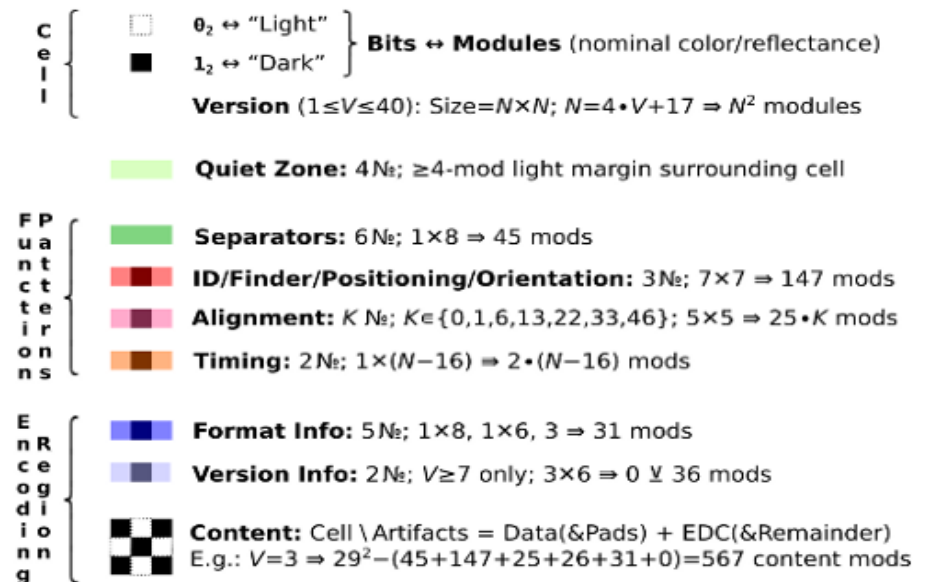 Cell
0₂ ↔ “Light”
1₂ ↔ “Dark”
Bits ↔ Modules (nominal color/reflectance)
Version (1≤V≤40): Size=N×N; N=4•V+17 ⇒ N² modules
Quiet Zone: 4№; ≥4-mod light margin surrounding cell
Function Patterns
Separators: 6№; 1×8 ⇒ 45 mods
ID/Finder/Positioning/Orientation: 3№; 7×7 ⇒ 147 mods
Alignment: K №; K∊{0,1,6,13,22,33,46}; 5×5 ⇒ 25•K mods
Timing: 2№; 1×(N−16) ⇒ 2•(N−16) mods
Encoding Region
Format Info: 5№; 1×8, 1×6, 3 ⇒ 31 mods
Version Info: 2№; V≥7 only; 3×6 ⇒ 0 ⊻ 36 mods
Content: Cell \ Artifacts = Data(&Pads) + EDC(&Remainder)
E.g.: V=3 ⇒ 29²−(45+147+25+26+31+0)=567 content mods